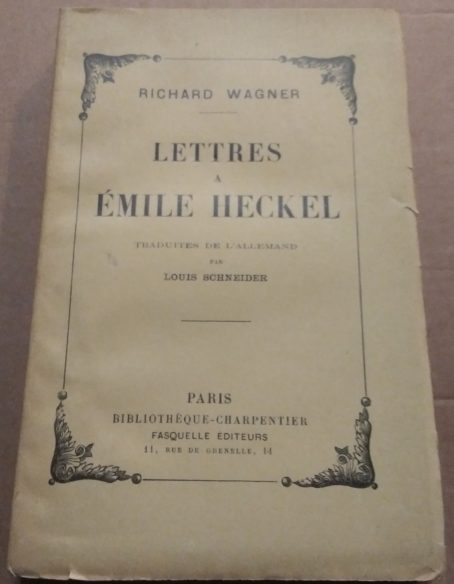 RICHARD WAGNER
LETTRES
A
ÉMILE HECKEL
TRADUITES DE L'ALLEMAND
PAR
LOUIS SCHNEIDER
PARIS
BIBLIOTHÈQUE-CHARPENTIER
FASQUELLE ÉDITEURS
11, RUE DE GRENELLE, 11